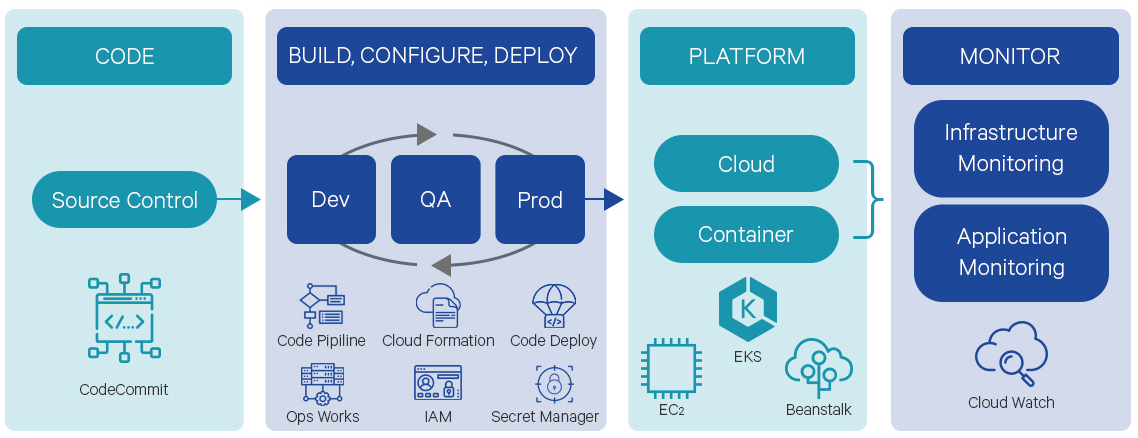 CODE
Source Control
</...>
CodeCommit
BUILD, CONFIGURE, DEPLOY
Dev
QA
Prod
Code Pipiline
Cloud Formation
</>
Code Deploy
Ops Works
IAM
Secret Manager
PLATFORM
Cloud
Container
K
EKS
EC2
Beanstalk
MONITOR
Infrastructure
Monitoring
Application
Monitoring
Cloud Watch